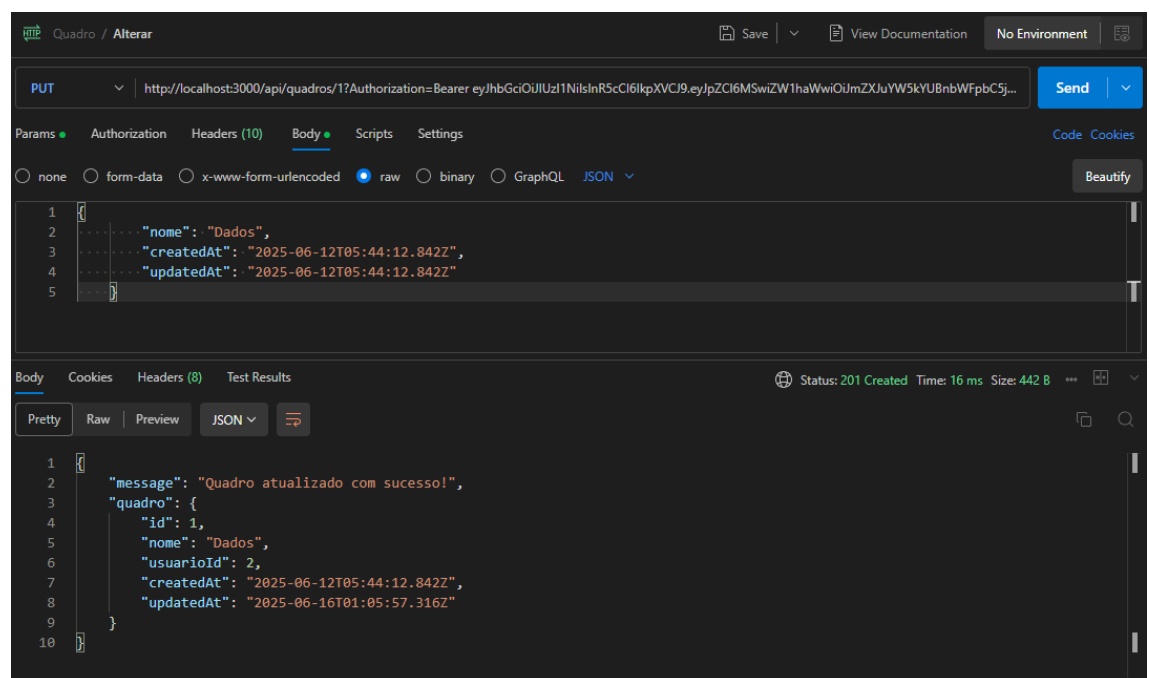 HTTP Quadro / Alterar Save View Documentation No Environment
PUT http://localhost:3000/api/quadros/1?Authorization=Bearer eyJhbGciOiJIUzI1NiIsInR5cCI6IkpXVCJ9.eyJpZCI6MSwiZW1haWwiOiJmZXJuYW5kYUBnbWFpbC5j... Send
Params Authorization Headers (10) Body Scripts Settings Code Cookies
none form-data x-www-form-urlencoded raw binary GraphQL JSON Beautify
1 {
2 "nome": "Dados",
3 "createdAt": "2025-06-12T05:44:12.842Z",
4 "updatedAt": "2025-06-12T05:44:12.842Z"
5 }
Body Cookies Headers (8) Test Results Status: 201 Created Time: 16 ms Size: 442 B
Pretty Raw Preview JSON
1 {
2 "message": "Quadro atualizado com sucesso!",
3 "quadro": {
4 "id": 1,
5 "nome": "Dados",
6 "usuarioId": 2,
7 "createdAt": "2025-06-12T05:44:12.842Z",
8 "updatedAt": "2025-06-16T01:05:57.316Z"
9 }
10 }